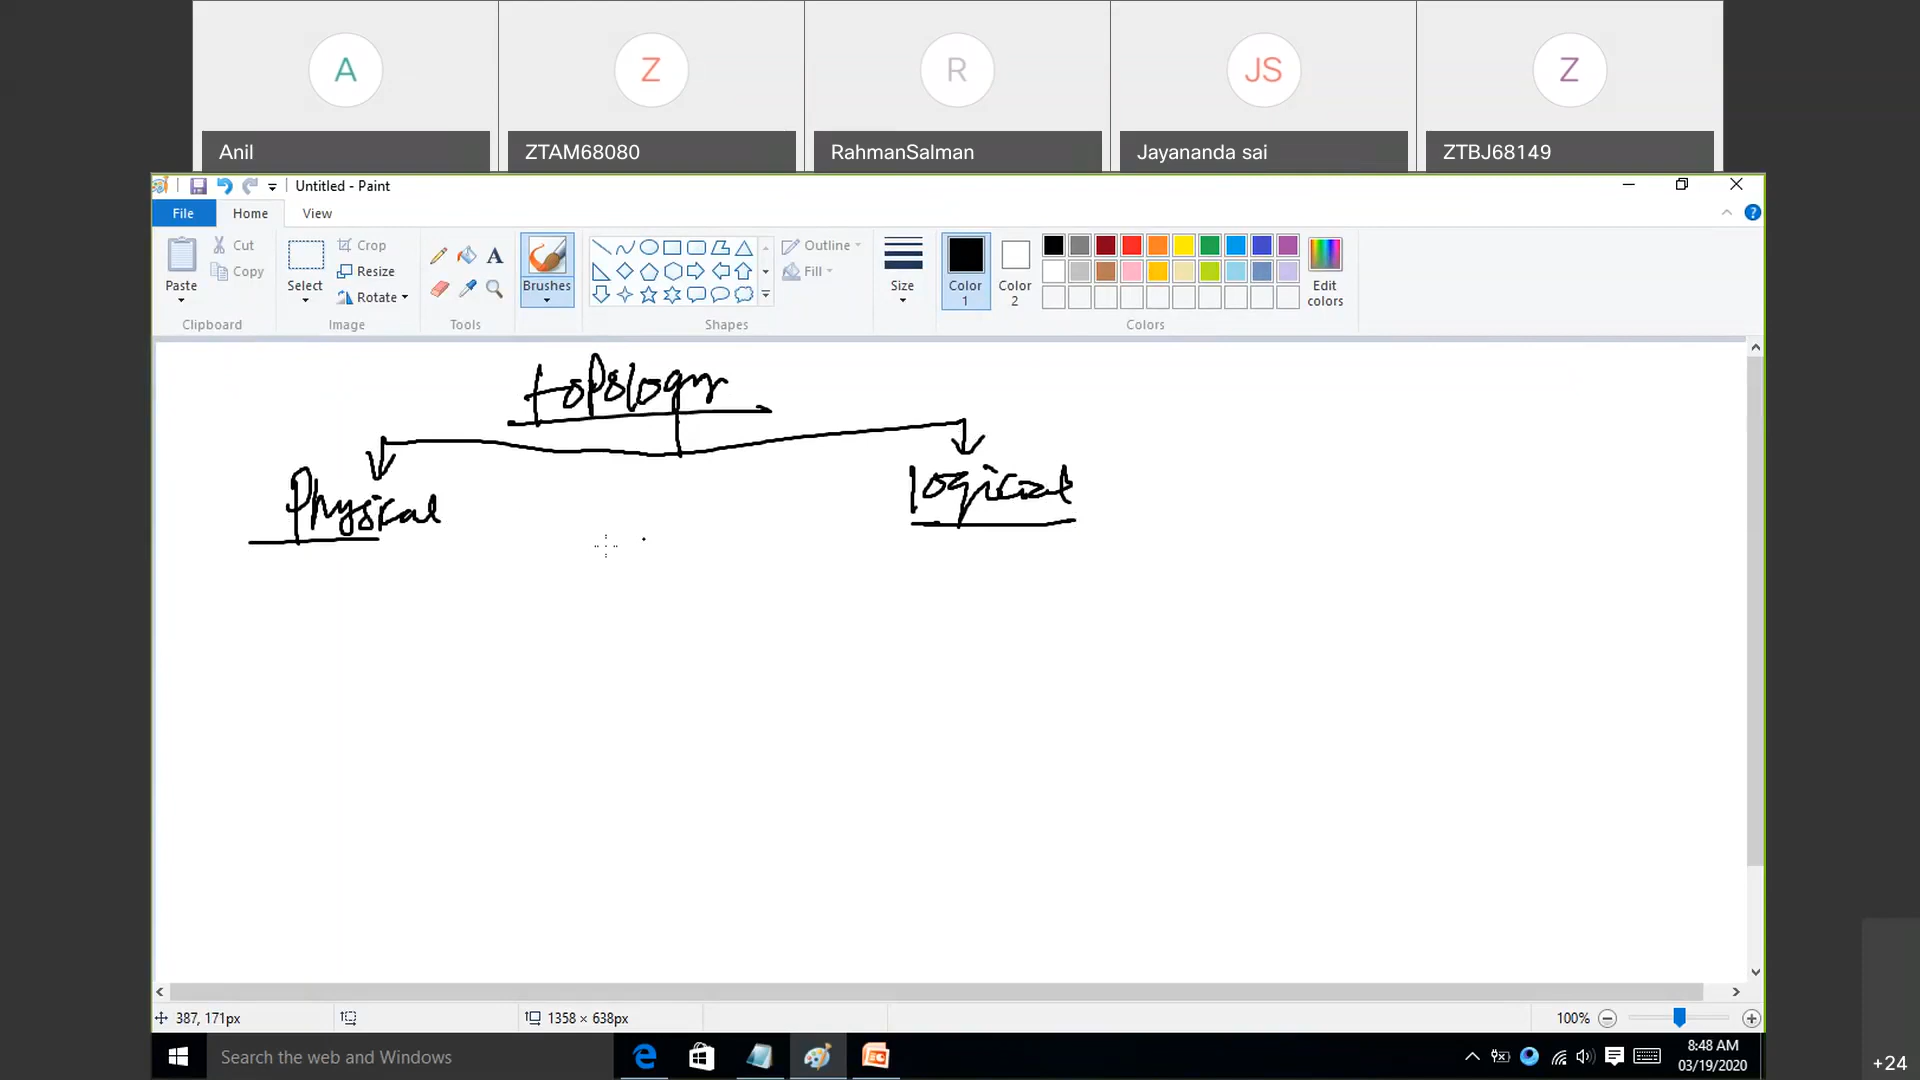 A Z R JS Z
Anil ZTAM68080 RahmanSalman Jayananda sai ZTBJ68149
Untitled - Paint
File Home View
Cut Crop Outline
Copy Resize Fill
Paste Select Rotate Brushes Size Color 1 Color 2 Edit colors
Clipboard Image Tools Shapes Colors
topology
Physical logical
387, 171px 1358 × 638px 100%
Search the web and Windows
8:48 AM
03/19/2020
+24